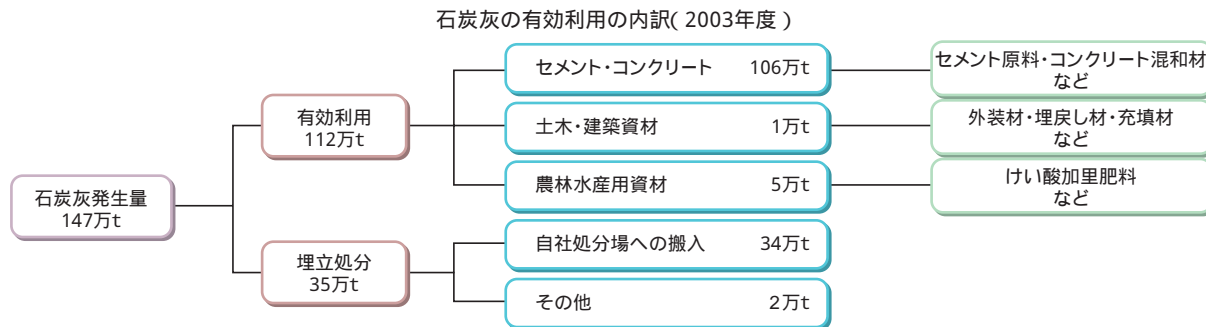 石炭灰の有効利用の内訳( 2003年度 )
石炭灰発生量
147万t
有効利用
112万t
埋立処分
35万t
セメント・コンクリート 106万t
土木・建築資材 1万t
農林水産用資材 5万t
自社処分場への搬入 34万t
その他 2万t
セメント原料・コンクリート混和材
など
外装材・埋戻し材・充填材
など
けい酸加里肥料
など